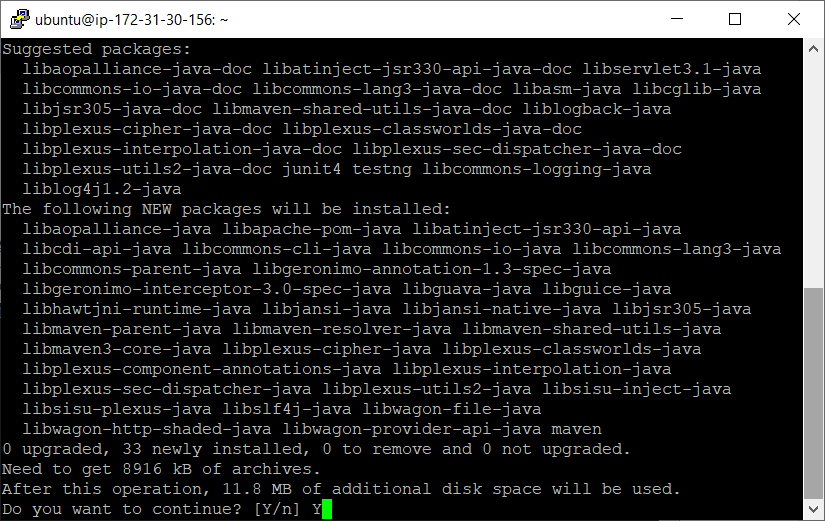 ubuntu@ip-172-31-30-156: ~
Suggested packages:
libaopalliance-java-doc libatinject-jsr330-api-java-doc libservlet3.1-java
libcommons-io-java-doc libcommons-lang3-java-doc libasm-java libcglib-java
libjsr305-java-doc libmaven-shared-utils-java-doc liblogback-java
libplexus-cipher-java-doc libplexus-classworlds-java-doc
libplexus-interpolation-java-doc libplexus-sec-dispatcher-java-doc
libplexus-utils2-java-doc junit4 testng libcommons-logging-java
liblog4j1.2-java
The following NEW packages will be installed:
libaopalliance-java libapache-pom-java libatinject-jsr330-api-java
libcdi-api-java libcommons-cli-java libcommons-io-java libcommons-lang3-java
libcommons-parent-java libgeronimo-annotation-1.3-spec-java
libgeronimo-interceptor-3.0-spec-java libguava-java libguice-java
libhawtjni-runtime-java libjansi-java libjansi-native-java libjsr305-java
libmaven-parent-java libmaven-resolver-java libmaven-shared-utils-java
libmaven3-core-java libplexus-cipher-java libplexus-classworlds-java
libplexus-component-annotations-java libplexus-interpolation-java
libplexus-sec-dispatcher-java libplexus-utils2-java libsisu-inject-java
libsisu-plexus-java libslf4j-java libwagon-file-java
libwagon-http-shaded-java libwagon-provider-api-java maven
0 upgraded, 33 newly installed, 0 to remove and 0 not upgraded.
Need to get 8916 kB of archives.
After this operation, 11.8 MB of additional disk space will be used.
Do you want to continue? [Y/n] Y